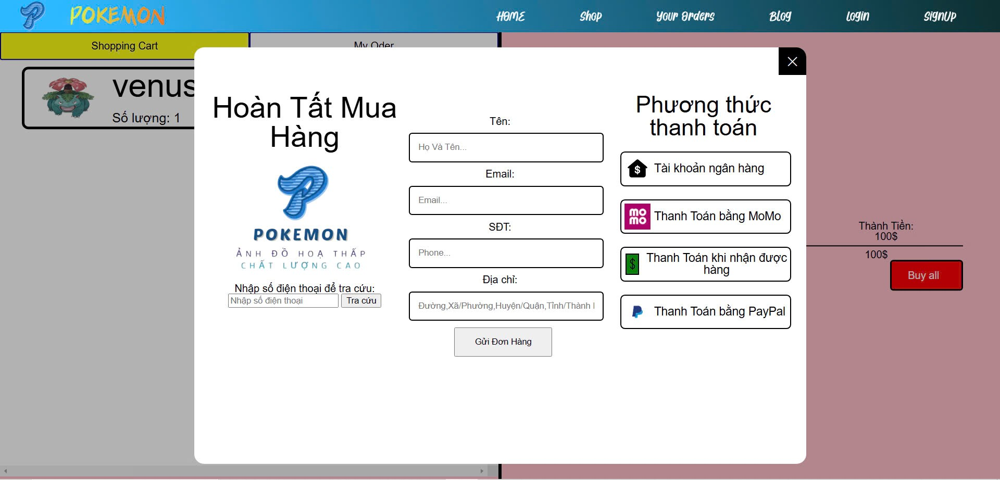 POKEMON
HOME
Shop
Your Orders
Blog
Login
SignUp
Shopping Cart
My Oder
venus
Số lượng: 1
Hoàn Tất Mua
Hàng
POKEMON
ẢNH ĐỒ HOẠ THẤP
CHẤT LƯỢNG CAO
Nhập số điện thoại để tra cứu:
Nhập số điện thoại
Tra cứu
Tên:
Họ Và Tên...
Email:
Email...
SĐT:
Phone...
Địa chỉ:
Đường,Xã/Phường,Huyện/Quận,Tỉnh/Thành
Gửi Đơn Hàng
Phương thức
thanh toán
Tài khoản ngân hàng
mo
mo
Thanh Toán bằng MoMo
Thanh Toán khi nhận được
hàng
Thanh Toán bằng PayPal
Thành Tiền:
100$
100$
Buy all